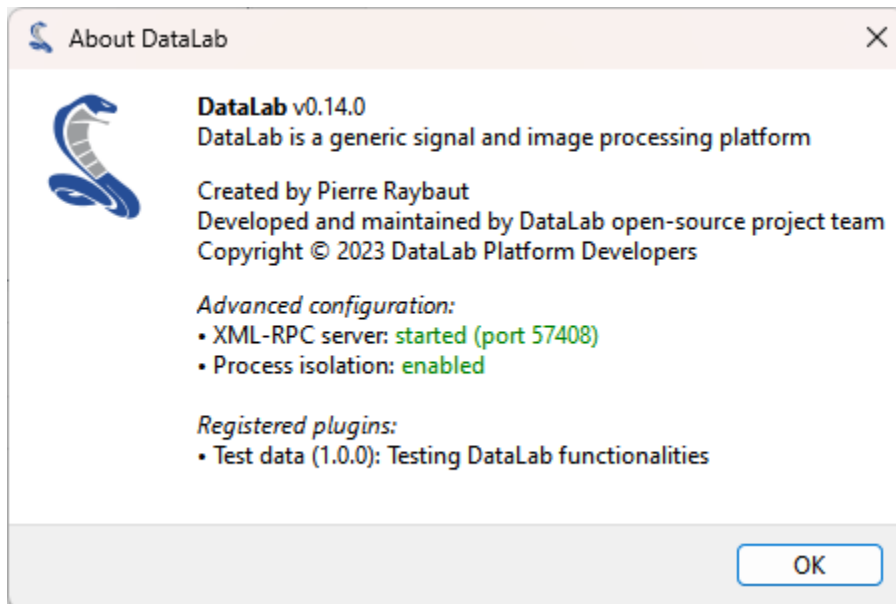 About DataLab
DataLab v0.14.0
DataLab is a generic signal and image processing platform
Created by Pierre Raybaut
Developed and maintained by DataLab open-source project team
Copyright © 2023 DataLab Platform Developers
Advanced configuration:
• XML-RPC server: started (port 57408)
• Process isolation: enabled
Registered plugins:
• Test data (1.0.0): Testing DataLab functionalities
OK